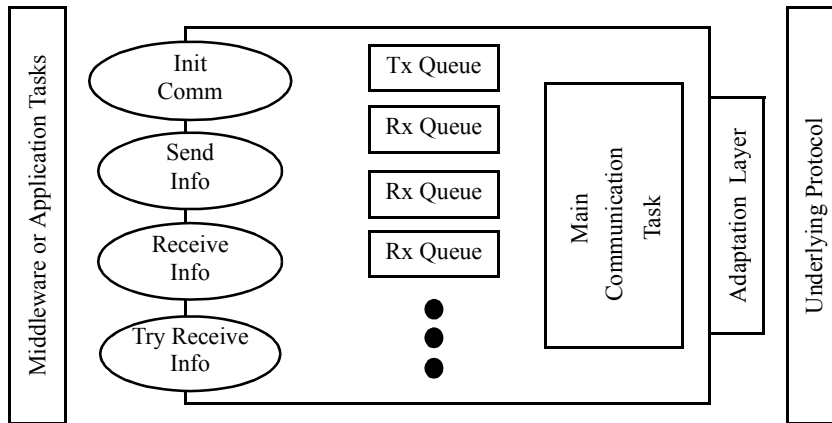 Middleware or Application Tasks
Init
Comm
Send
Info
Receive
Info
Try Receive
Info
Tx Queue
Rx Queue
Rx Queue
Rx Queue
Main
Communication
Task
Adaptation Layer
Underlying Protocol